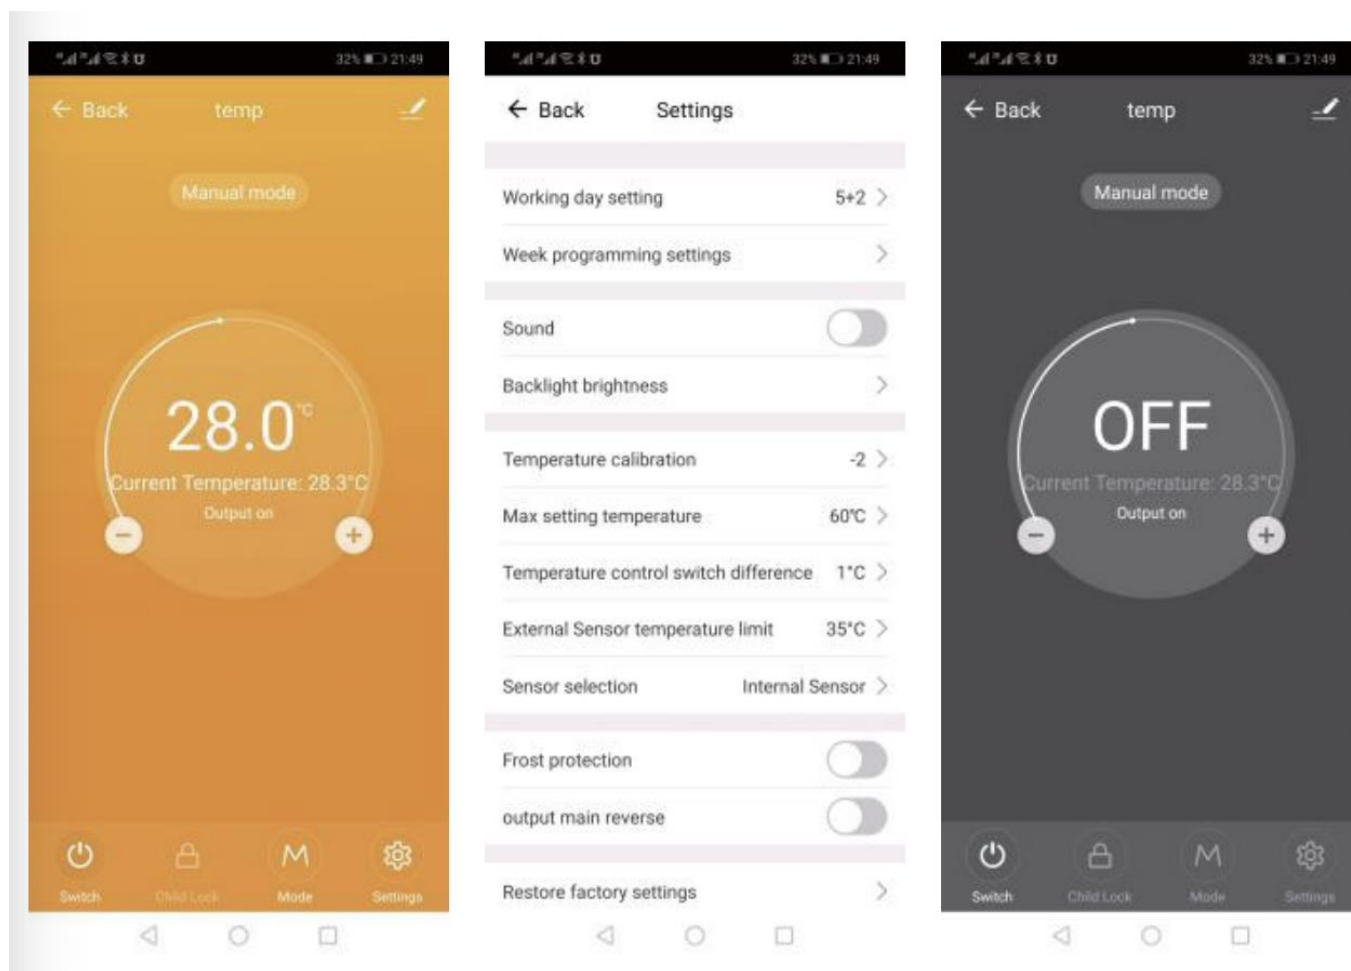 32% 21:49
← Back temp
Manual mode
28.0°C
Current Temperature: 28.3°C
Output on
− +
Switch Child Lock Mode Settings
32% 21:49
← Back Settings
Working day setting 5+2 >
Week programming settings >
Sound
Backlight brightness >
Temperature calibration -2 >
Max setting temperature 60℃ >
Temperature control switch difference 1°C >
External Sensor temperature limit 35°C >
Sensor selection Internal Sensor >
Frost protection
output main reverse
Restore factory settings >
32% 21:49
← Back temp
Manual mode
OFF
Current Temperature: 28.3°C
Output on
− +
Switch Child Lock Mode Settings